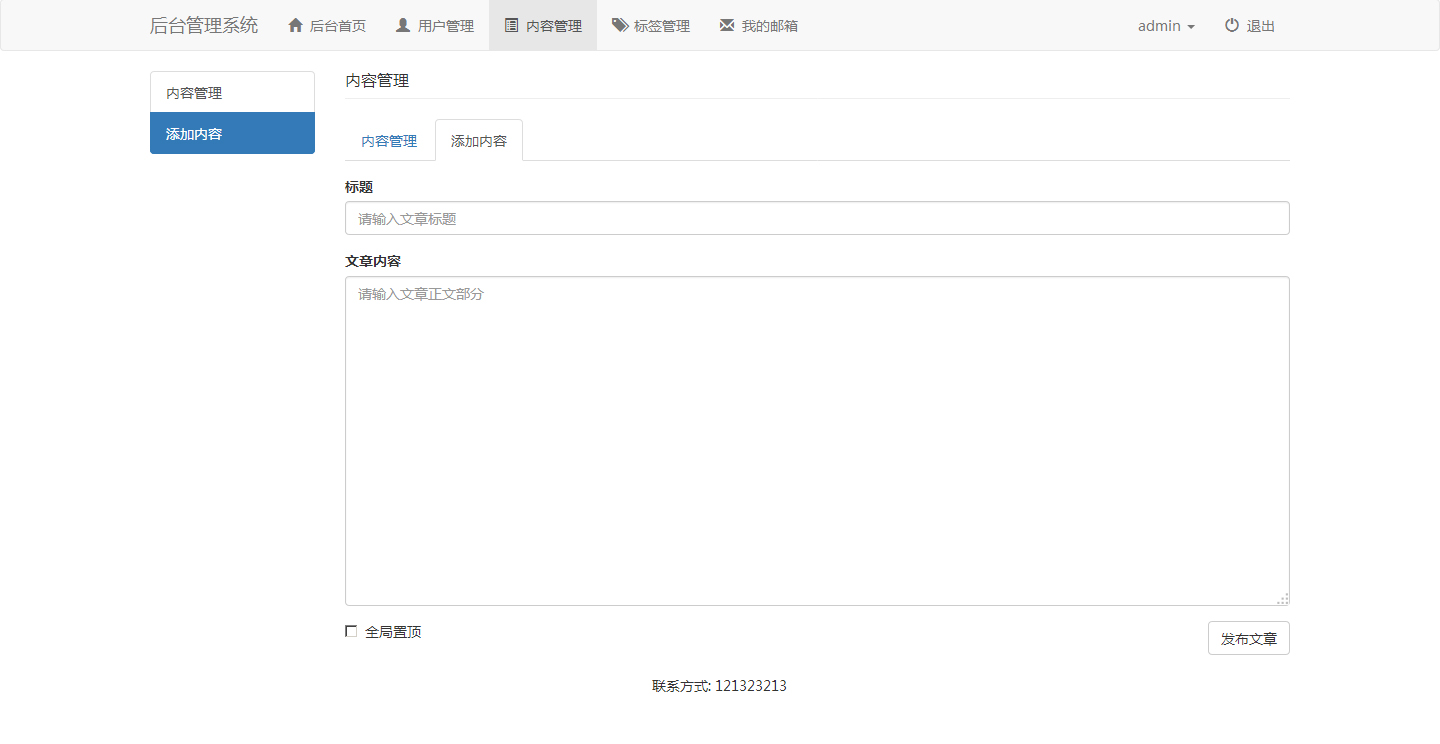 后台管理系统 后台首页 用户管理 内容管理 标签管理 我的邮箱 admin 退出
内容管理
添加内容
内容管理
内容管理 添加内容
标题
请输入文章标题
文章内容
请输入文章正文部分
全局置顶
发布文章
联系方式: 121323213